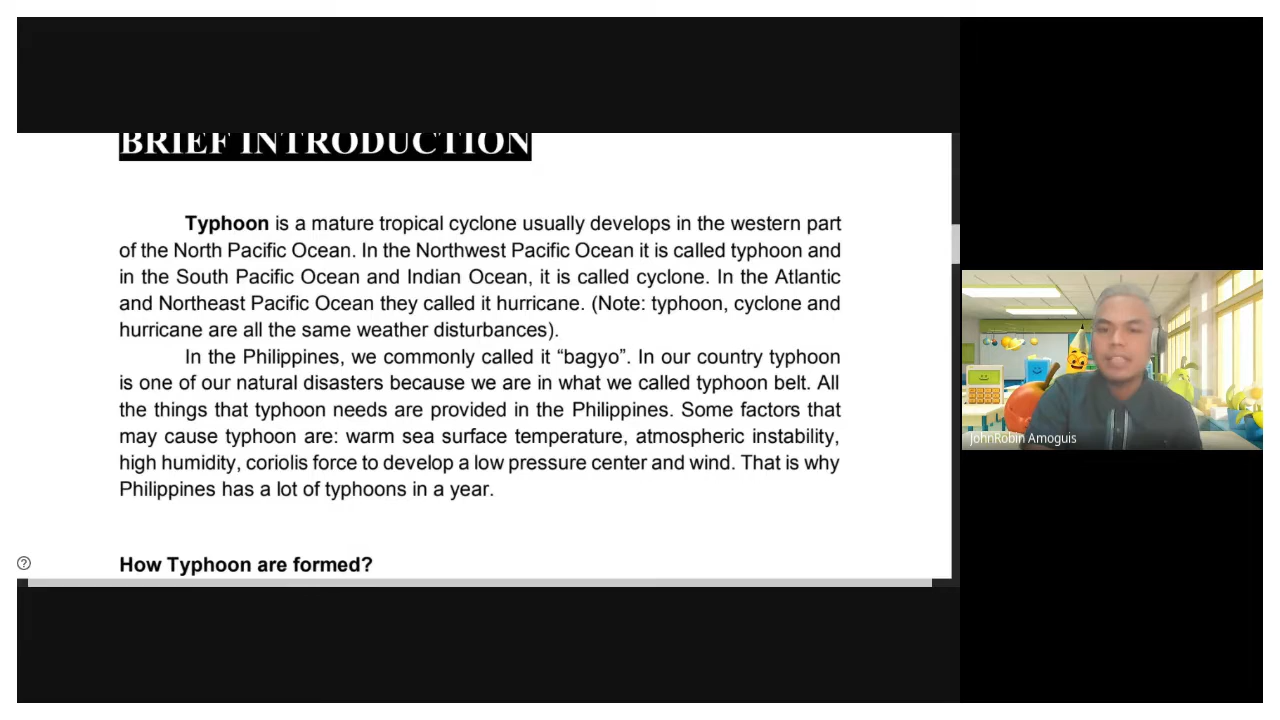 BRIEF INTRODUCTION
Typhoon is a mature tropical cyclone usually develops in the western part
of the North Pacific Ocean. In the Northwest Pacific Ocean it is called typhoon and
in the South Pacific Ocean and Indian Ocean, it is called cyclone. In the Atlantic
and Northeast Pacific Ocean they called it hurricane. (Note: typhoon, cyclone and
hurricane are all the same weather disturbances).
In the Philippines, we commonly called it “bagyo”. In our country typhoon
is one of our natural disasters because we are in what we called typhoon belt. All
the things that typhoon needs are provided in the Philippines. Some factors that
may cause typhoon are: warm sea surface temperature, atmospheric instability,
high humidity, coriolis force to develop a low pressure center and wind. That is why
Philippines has a lot of typhoons in a year.
How Typhoon are formed?
JohnRobin Amoguis